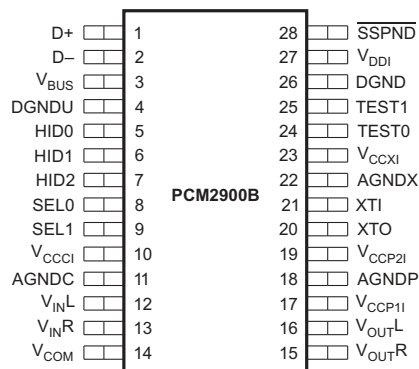 D+ 1 28 SSPND
D– 2 27 VDDI
VBUS 3 26 DGND
DGNDU 4 25 TEST1
HID0 5 24 TEST0
HID1 6 23 VCCXI
HID2 7 22 AGNDX
PCM2900B
SEL0 8 21 XTI
SEL1 9 20 XTO
VCCCI 10 19 VCCP2I
AGNDC 11 18 AGNDP
VINL 12 17 VCCP1I
VINR 13 16 VOUTL
VCOM 14 15 VOUTR